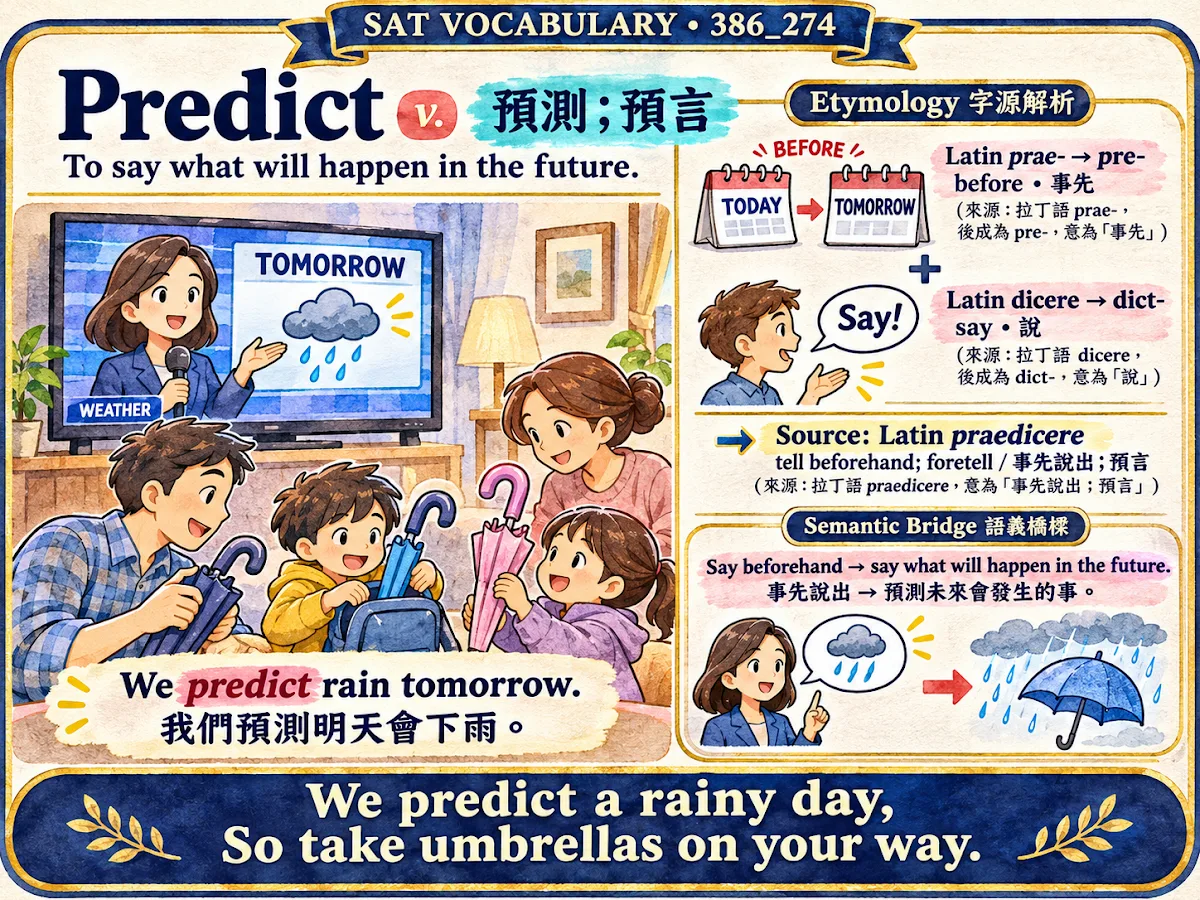 SAT VOCABULARY • 386_274
Predict v. 預測；預言
To say what will happen in the future.
TOMORROW
WEATHER
We predict rain tomorrow.
我們預測明天會下雨。
Etymology 字源解析
BEFORE
TODAY
TOMORROW
Latin prae- → pre-
before • 事先
(來源：拉丁語 prae-，
後成為 pre-，意為「事先」)
+
Say!
Latin dicere → dict-
say • 說
(來源：拉丁語 dicere，
後成為 dict-，意為「說」)
Source: Latin praedicere
tell beforehand; foretell / 事先說出；預言
(來源：拉丁語 praedicere，意為「事先說出；預言」)
Semantic Bridge 語義橋樑
Say beforehand → say what will happen in the future.
事先說出 → 預測未來會發生的事。
We predict a rainy day,
So take umbrellas on your way.